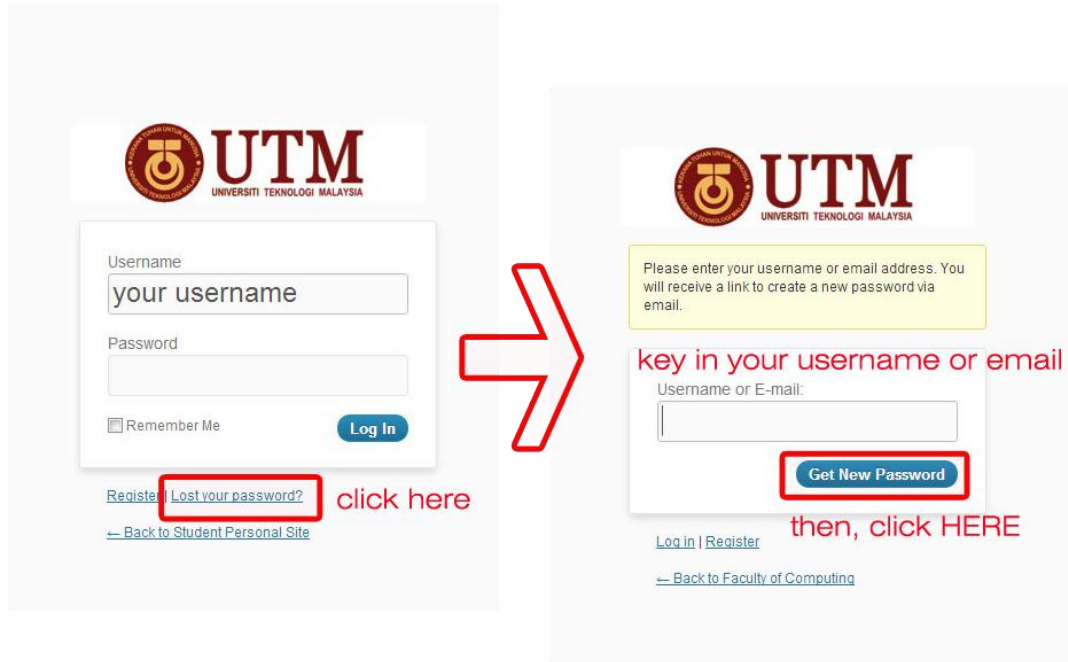 UTM
UNIVERSITI TEKNOLOGI MALAYSIA
Username
your username
Password
Remember Me
Log In
Register | Lost your password?
click here
← Back to Student Personal Site
UTM
UNIVERSITI TEKNOLOGI MALAYSIA
Please enter your username or email address. You
will receive a link to create a new password via
email.
key in your username or email
Username or E-mail:
Get New Password
then, click HERE
Log in | Register
← Back to Faculty of Computing